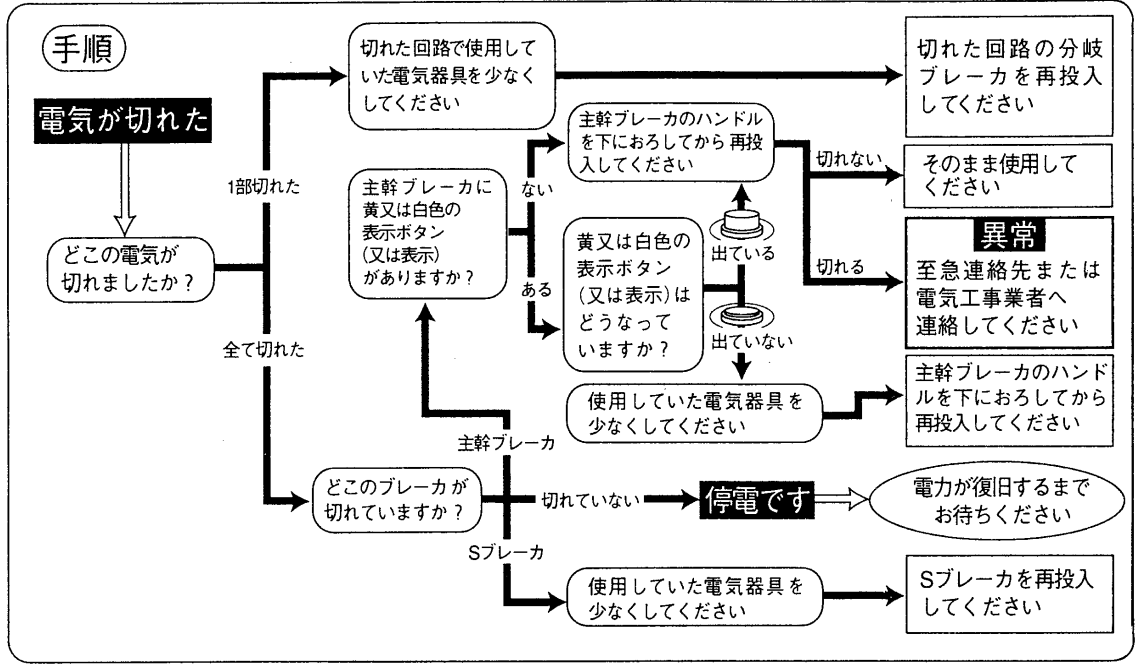 手順
電気が切れた
どこの電気が
切れましたか？
1部切れた
全て切れた
切れた回路で使用して
いた電気器具を少なく
してください
切れた回路の分岐
ブレーカを再投入
してください
主幹ブレーカに
黄又は白色の
表示ボタン
(又は表示)
がありますか？
ない
ある
主幹ブレーカのハンドル
を下におろしてから再投
入してください
切れない
そのまま使用して
ください
切れる
異常
至急連絡先または
電気工事業者へ
連絡してください
黄又は白色の
表示ボタン
(又は表示)は
どうなって
いますか？
出ている
出ていない
使用していた電気器具を
少なくしてください
主幹ブレーカのハンド
ルを下におろしてから
再投入してください
主幹ブレーカ
どこのブレーカが
切れていますか？
切れていない
停電です
電力が復旧するまで
お待ちください
Sブレーカ
使用していた電気器具を
少なくしてください
Sブレーカを再投入
してください